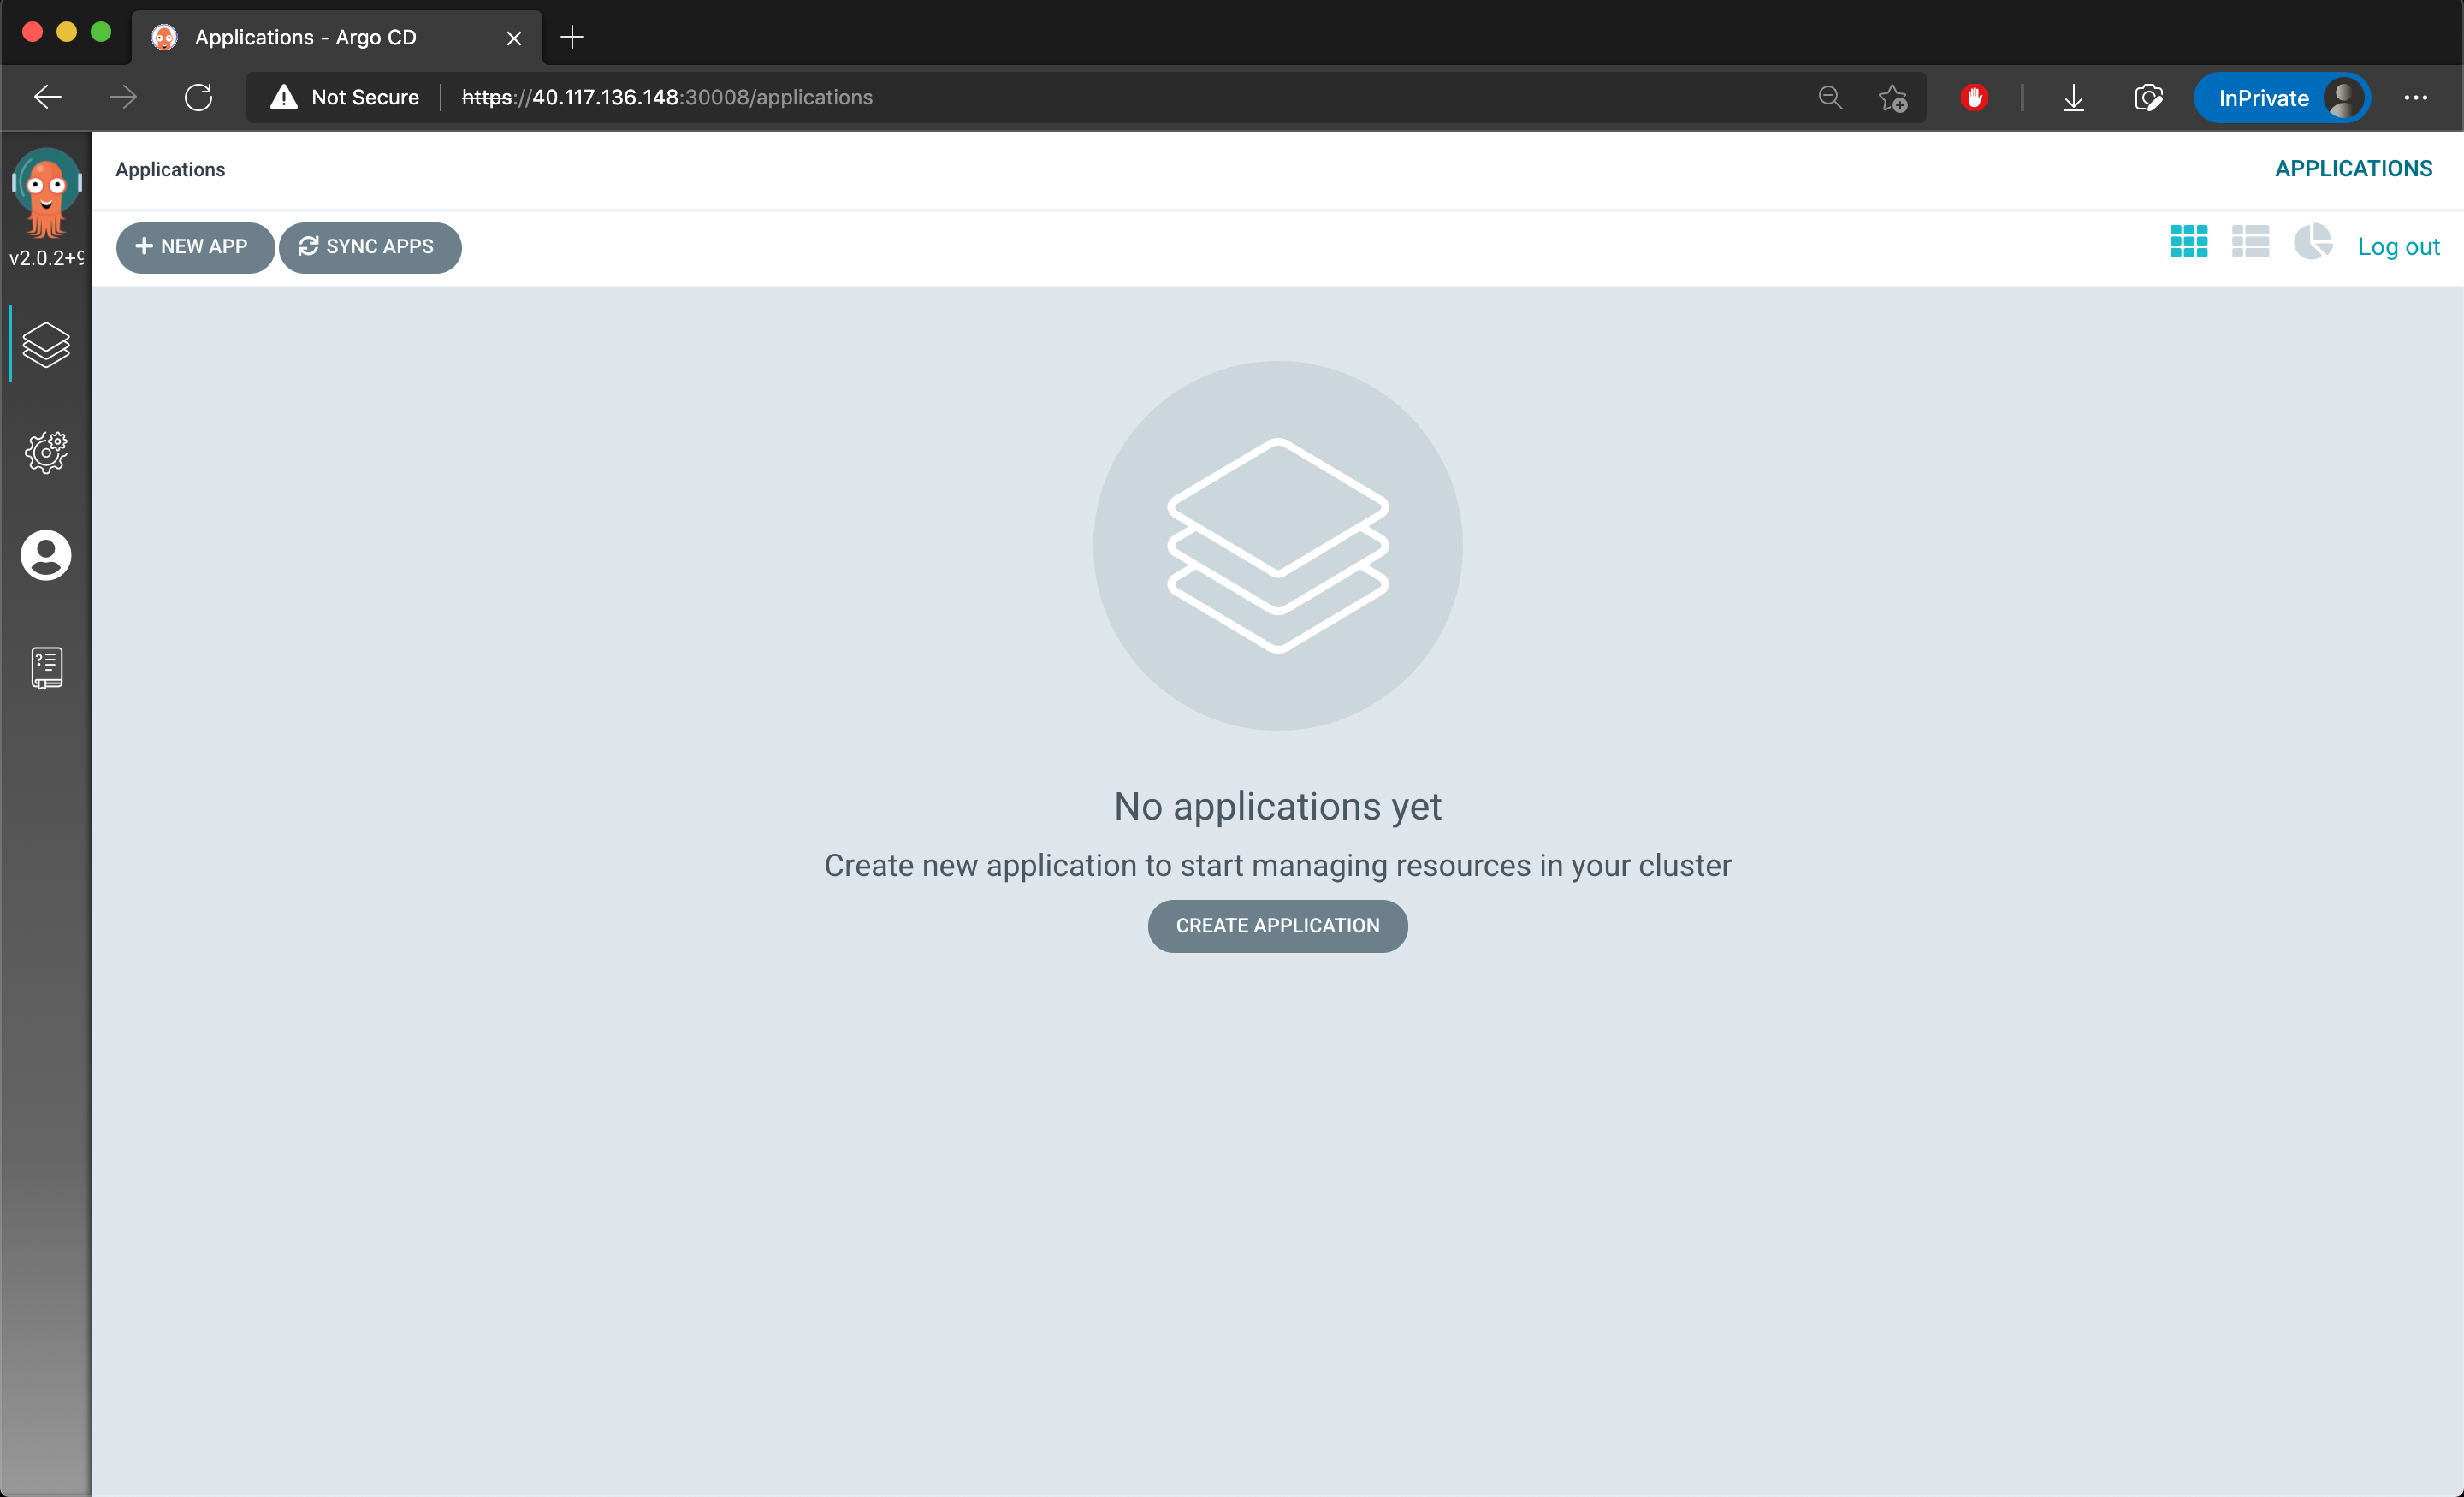 Applications - Argo CD
Not Secure https://40.117.136.148:30008/applications InPrivate
Applications APPLICATIONS
NEW APP SYNC APPS Log out
v2.0.2+9
No applications yet
Create new application to start managing resources in your cluster
CREATE APPLICATION